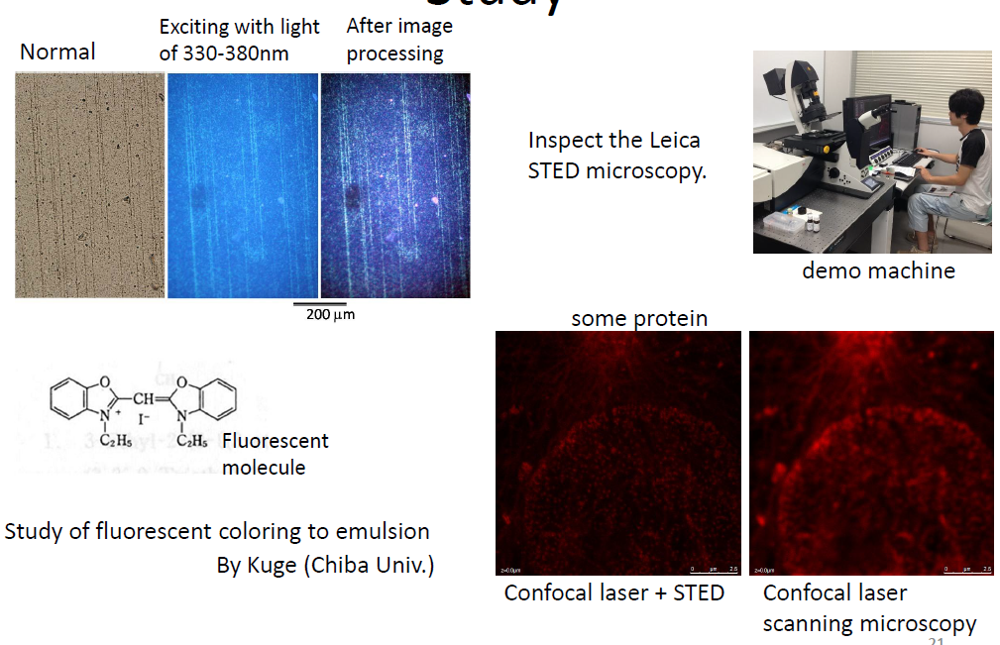 Study
Normal
Exciting with light
of 330-380nm
After image
processing
200 μm
Inspect the Leica
STED microscopy.
demo machine
some protein
O
O
CH
N
+
I⁻
N
C₂H₅
C₂H₅
Fluorescent
molecule
Study of fluorescent coloring to emulsion
By Kuge (Chiba Univ.)
z=0.0μm
0 μm 2.5
z=0.0μm
0 μm 2.5
Confocal laser + STED
Confocal laser
scanning microscopy
21